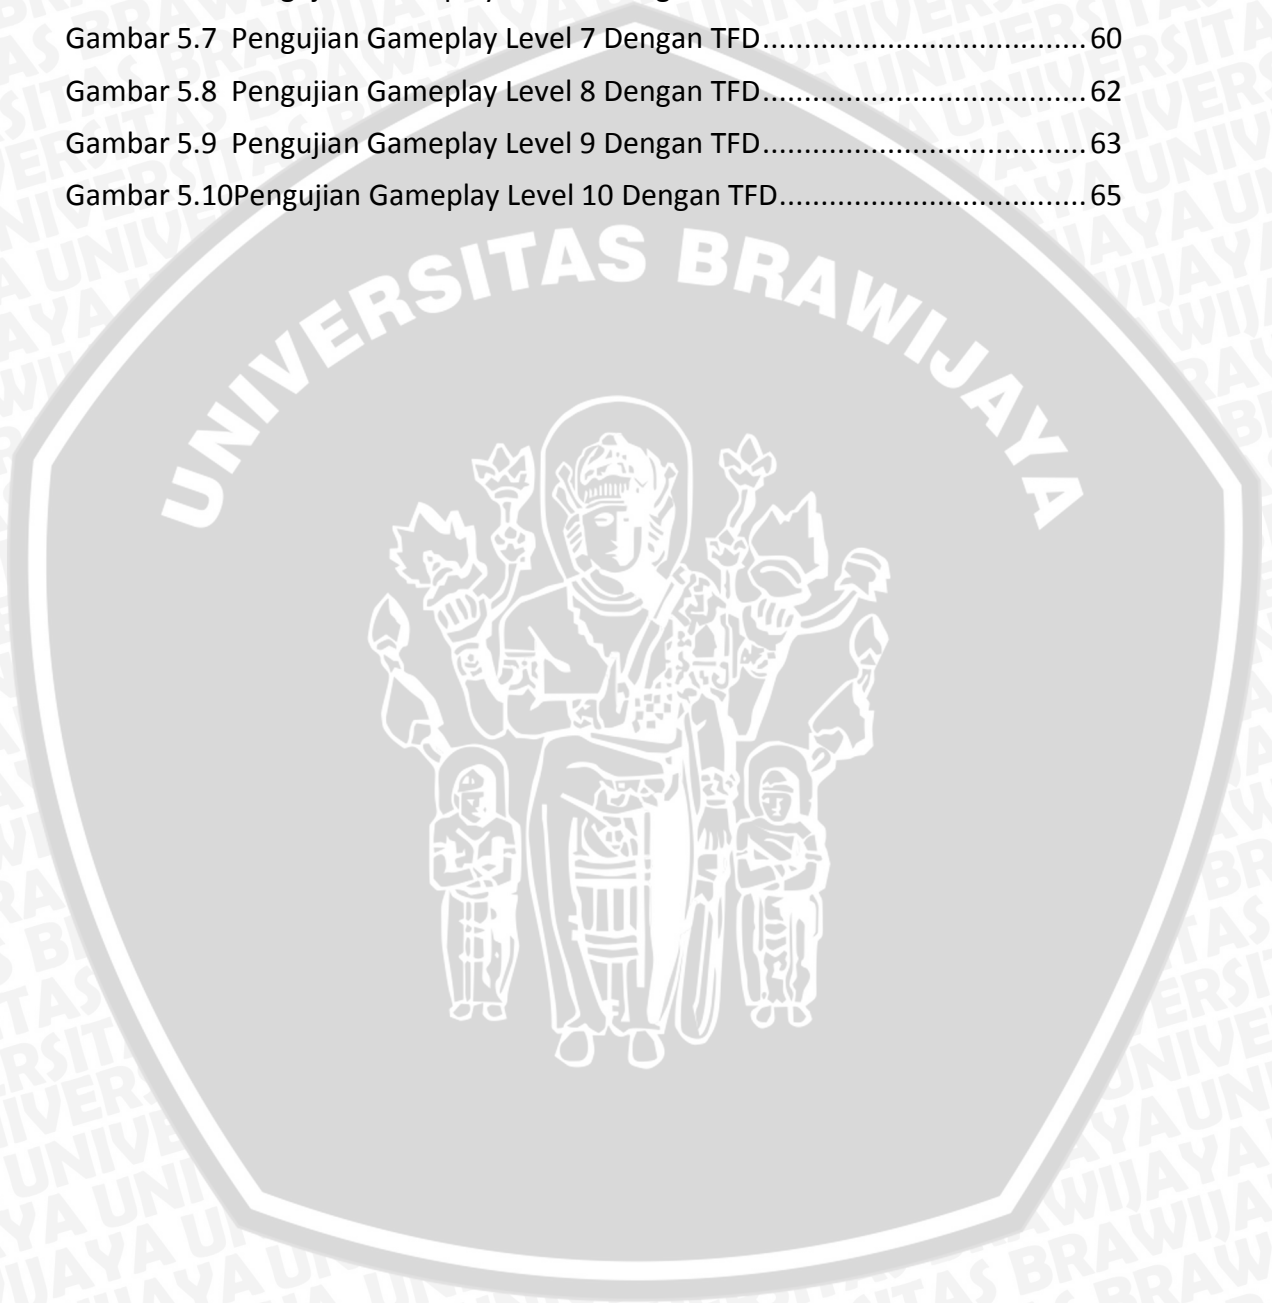 Gambar 5.7 Pengujian Gameplay Level 7 Dengan TFD....................................... 60
Gambar 5.8 Pengujian Gameplay Level 8 Dengan TFD....................................... 62
Gambar 5.9 Pengujian Gameplay Level 9 Dengan TFD....................................... 63
Gambar 5.10Pengujian Gameplay Level 10 Dengan TFD..................................... 65
UNIVERSITAS BRAWIJAYA